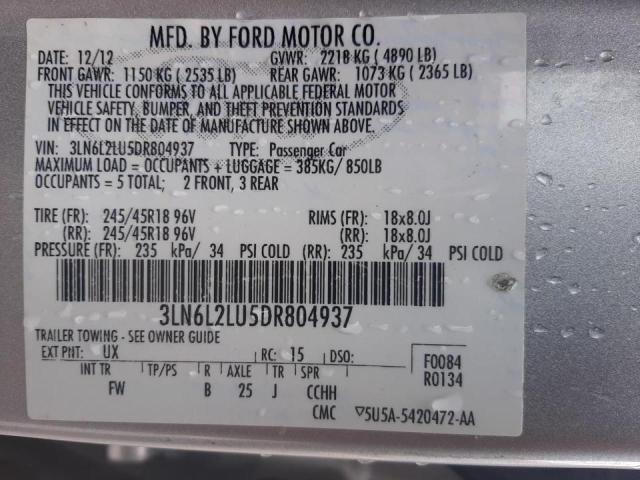 MFD. BY FORD MOTOR CO.
DATE: 12/12 GVWR: 2218 KG ( 4890 LB)
FRONT GAWR: 1150 KG ( 2535 LB) REAR GAWR: 1073 KG ( 2365 LB)
THIS VEHICLE CONFORMS TO ALL APPLICABLE FEDERAL MOTOR
VEHICLE SAFETY, BUMPER, AND THEFT PREVENTION STANDARDS
IN EFFECT ON THE DATE OF MANUFACTURE SHOWN ABOVE.
VIN: 3LN6L2LU5DR804937 TYPE: Passenger Car
MAXIMUM LOAD = OCCUPANTS + LUGGAGE = 385KG/ 850LB
OCCUPANTS = 5 TOTAL; 2 FRONT, 3 REAR
TIRE (FR): 245/45R18 96V RIMS (FR): 18x8.0J
(RR): 245/45R18 96V (RR): 18x8.0J
PRESSURE (FR): 235 kPa/ 34 PSI COLD (RR): 235 kPa/ 34 PSI COLD
3LN6L2LU5DR804937
TRAILER TOWING - SEE OWNER GUIDE
EXT PNT: UX RC: 15 DSO: F0084
INT TR TP/PS R AXLE TR SPR R0134
FW B 25 J CCHH
CMC ▽5U5A-5420472-AA